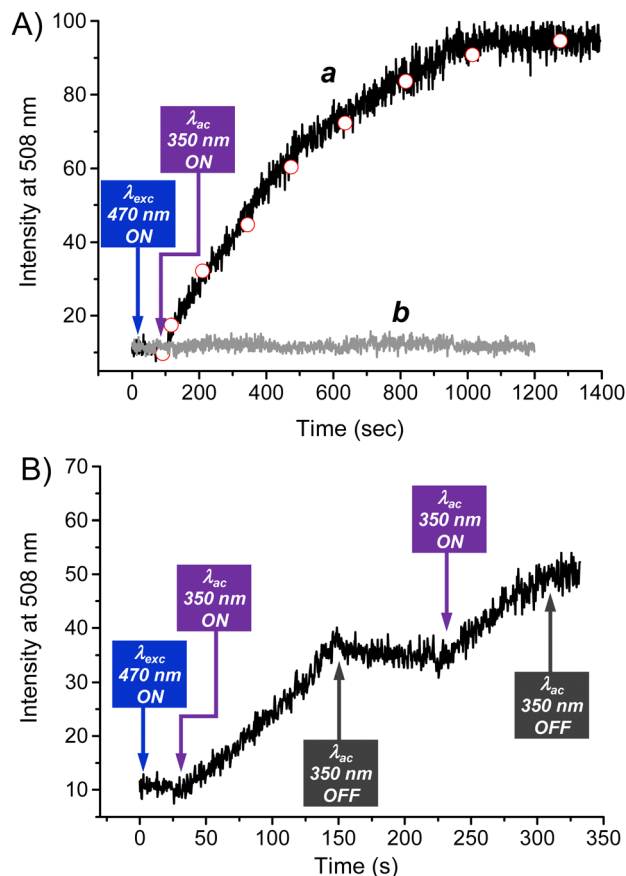 A)
100
80
60
40
20
Intensity at 508 nm
a
b
λac
350 nm
ON
λexc
470 nm
ON
0 200 400 600 800 1000 1200 1400
Time (sec)
B)
70
60
50
40
30
20
10
Intensity at 508 nm
λac
350 nm
ON
λac
350 nm
ON
λexc
470 nm
ON
λac
350 nm
OFF
λac
350 nm
OFF
0 50 100 150 200 250 300 350
Time (s)